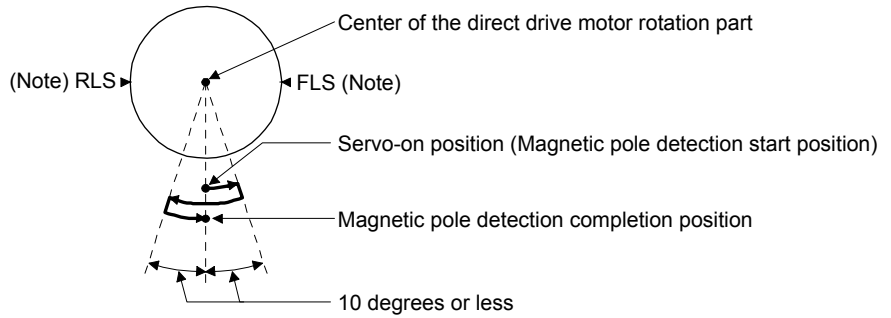 Center of the direct drive motor rotation part
(Note) RLS
FLS (Note)
Servo-on position (Magnetic pole detection start position)
Magnetic pole detection completion position
10 degrees or less